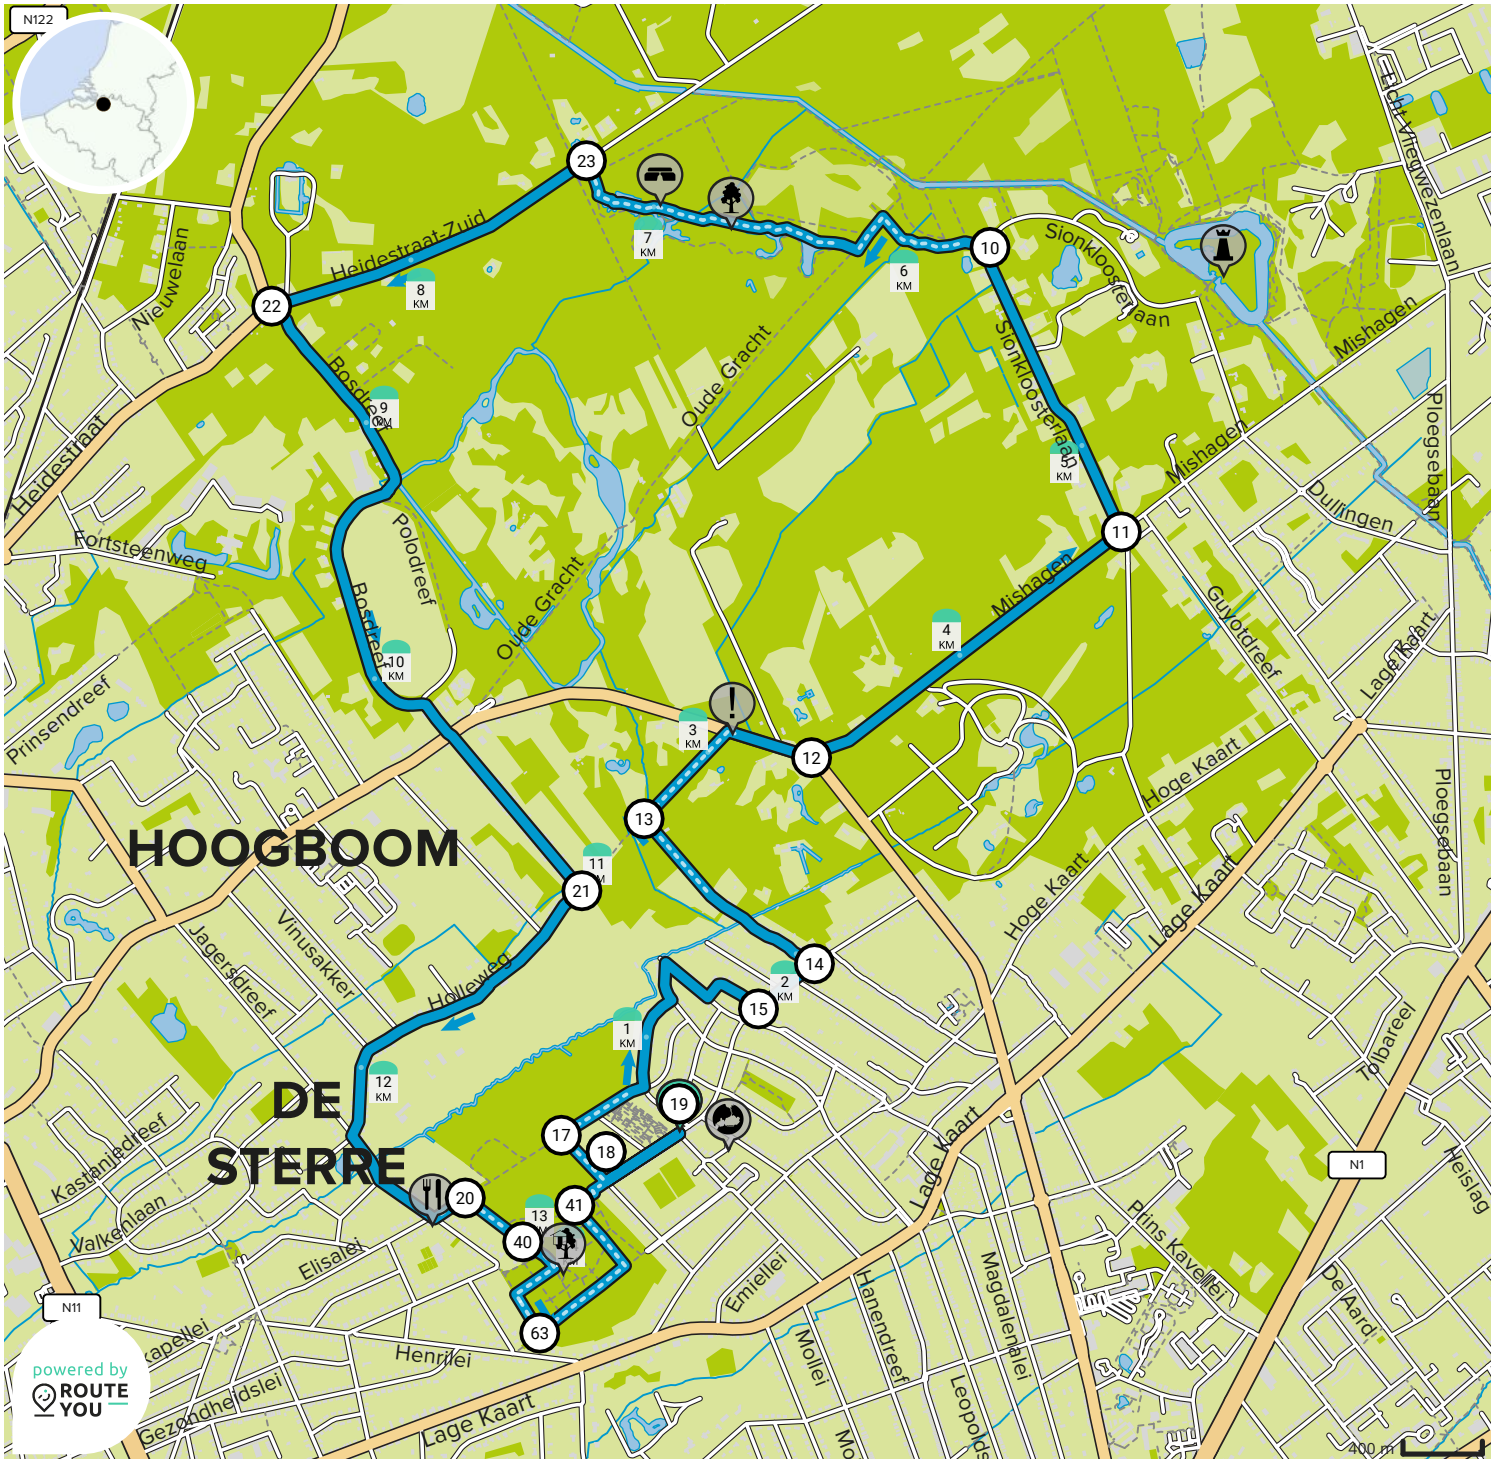 N122
Echt-Vliegwezenlaan
23
Heidestraat-Zuid
7
KM
10
Sionkloosterlaan
6
KM
8
KM
22
Nieuwelaan
Mishagen
Bosdreef
9
KM
Oude Gracht
Sionkloosterlaan
5
KM
Mishagen
Ploegsebaan
Dullingen
Heidestraat
Fortsteenweg
Polodreef
11
Mishagen
Oude Gracht
Bosdreef
Guyotdreef
4
KM
Lage Kaart
10
KM
Prinsendreef
3
KM
12
Hoge Kaart
Ploegsebaan
13
HOOGBOOM
11
KM
21
Hoge Kaart
Lage Kaart
Vinusakker
Jagersdreef
Holleweg
14
2
KM
15
1
KM
Tolbareel
12
KM
DE
STERRE
19
17
18
Kastanjedreef
Lage Kaart
N1
Heislag
Valkenlaan
20
41
13
40
Elisalei
Prins Kavellei
Emiellei
Hanendreef
Magdalenalei
De Aard
N11
63
Henrilei
Mollei
kapellei
powered by
ROUTE
YOU
Gezondheidslei
Lage Kaart
Leopolds
Mo
400 m